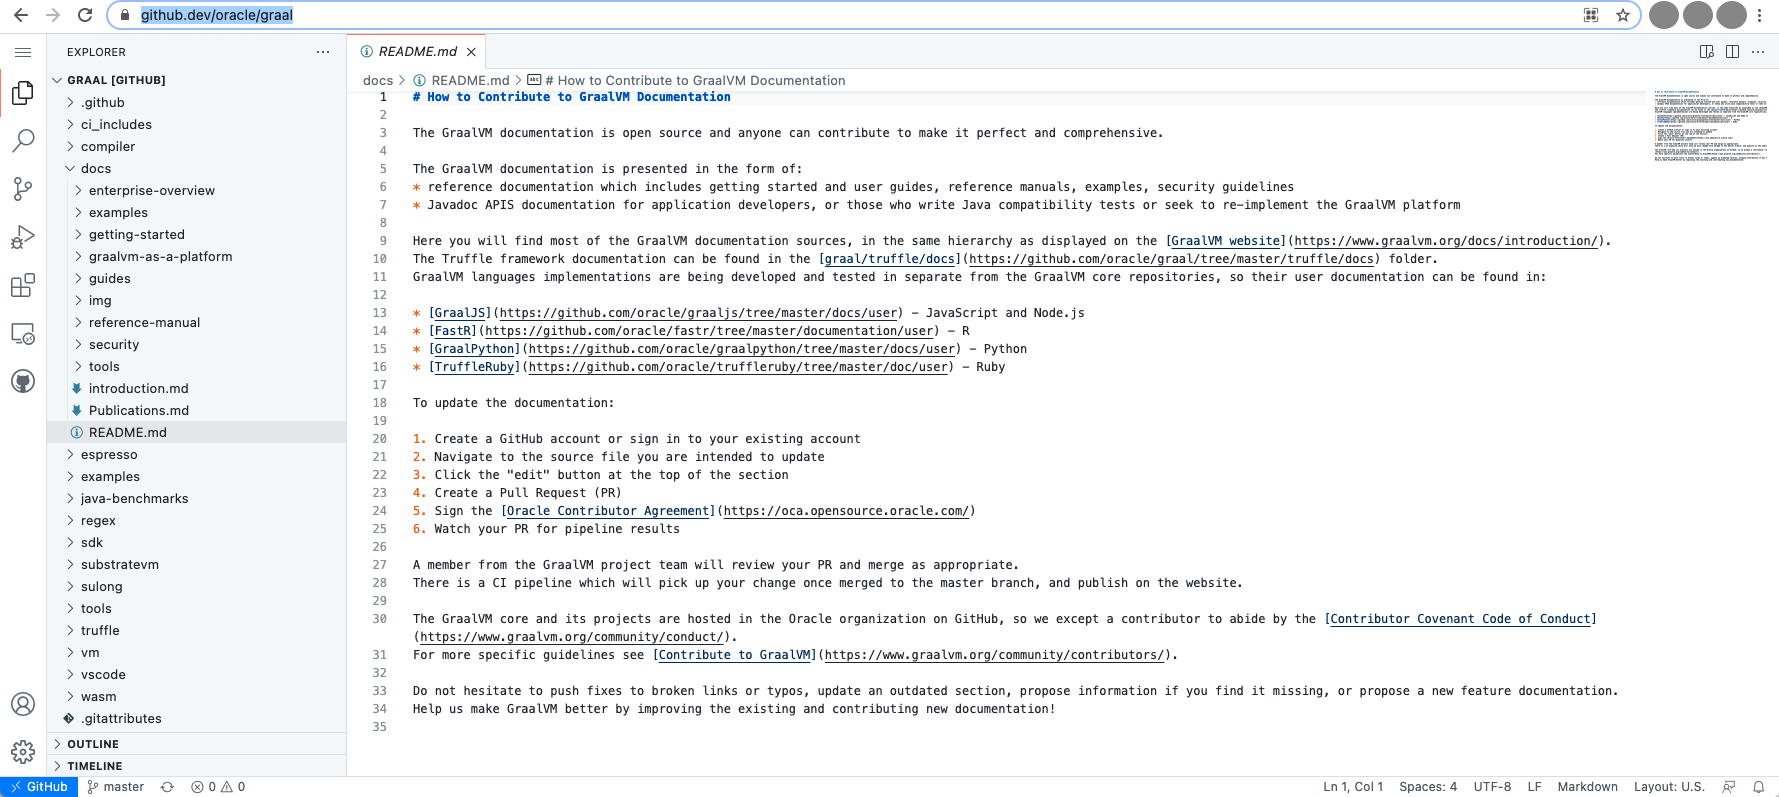 github.dev/oracle/graal
EXPLORER
README.md
GRAAL [GITHUB]
.github
ci_includes
compiler
docs
enterprise-overview
examples
getting-started
graalvm-as-a-platform
guides
img
reference-manual
security
tools
introduction.md
Publications.md
README.md
espresso
examples
java-benchmarks
regex
sdk
substratevm
sulong
tools
truffle
vm
vscode
wasm
.gitattributes
OUTLINE
TIMELINE
docs > README.md > abc # How to Contribute to GraalVM Documentation
1 # How to Contribute to GraalVM Documentation
2
3 The GraalVM documentation is open source and anyone can contribute to make it perfect and comprehensive.
4
5 The GraalVM documentation is presented in the form of:
6 * reference documentation which includes getting started and user guides, reference manuals, examples, security guidelines
7 * Javadoc APIS documentation for application developers, or those who write Java compatibility tests or seek to re-implement the GraalVM platform
8
9 Here you will find most of the GraalVM documentation sources, in the same hierarchy as displayed on the [GraalVM website](https://www.graalvm.org/docs/introduction/).
10 The Truffle framework documentation can be found in the [graal/truffle/docs](https://github.com/oracle/graal/tree/master/truffle/docs) folder.
11 GraalVM languages implementations are being developed and tested in separate from the GraalVM core repositories, so their user documentation can be found in:
12
13 * [GraalJS](https://github.com/oracle/graaljs/tree/master/docs/user) - JavaScript and Node.js
14 * [FastR](https://github.com/oracle/fastr/tree/master/documentation/user) - R
15 * [GraalPython](https://github.com/oracle/graalpython/tree/master/docs/user) - Python
16 * [TruffleRuby](https://github.com/oracle/truffleruby/tree/master/doc/user) - Ruby
17
18 To update the documentation:
19
20 1. Create a GitHub account or sign in to your existing account
21 2. Navigate to the source file you are intended to update
22 3. Click the "edit" button at the top of the section
23 4. Create a Pull Request (PR)
24 5. Sign the [Oracle Contributor Agreement](https://oca.opensource.oracle.com/)
25 6. Watch your PR for pipeline results
26
27 A member from the GraalVM project team will review your PR and merge as appropriate.
28 There is a CI pipeline which will pick up your change once merged to the master branch, and publish on the website.
29
30 The GraalVM core and its projects are hosted in the Oracle organization on GitHub, so we except a contributor to abide by the [Contributor Covenant Code of Conduct]
(https://www.graalvm.org/community/conduct/).
31 For more specific guidelines see [Contribute to GraalVM](https://www.graalvm.org/community/contributors/).
32
33 Do not hesitate to push fixes to broken links or typos, update an outdated section, propose information if you find it missing, or propose a new feature documentation.
34 Help us make GraalVM better by improving the existing and contributing new documentation!
35
GitHub master 0 0
Ln 1, Col 1 Spaces: 4 UTF-8 LF Markdown Layout: U.S.